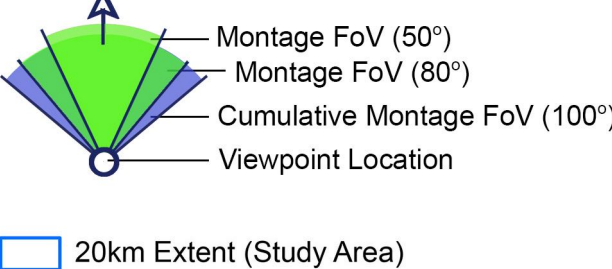 Montage FoV (50°)
Montage FoV (80°)
Cumulative Montage FoV (100°)
Viewpoint Location
20km Extent (Study Area)